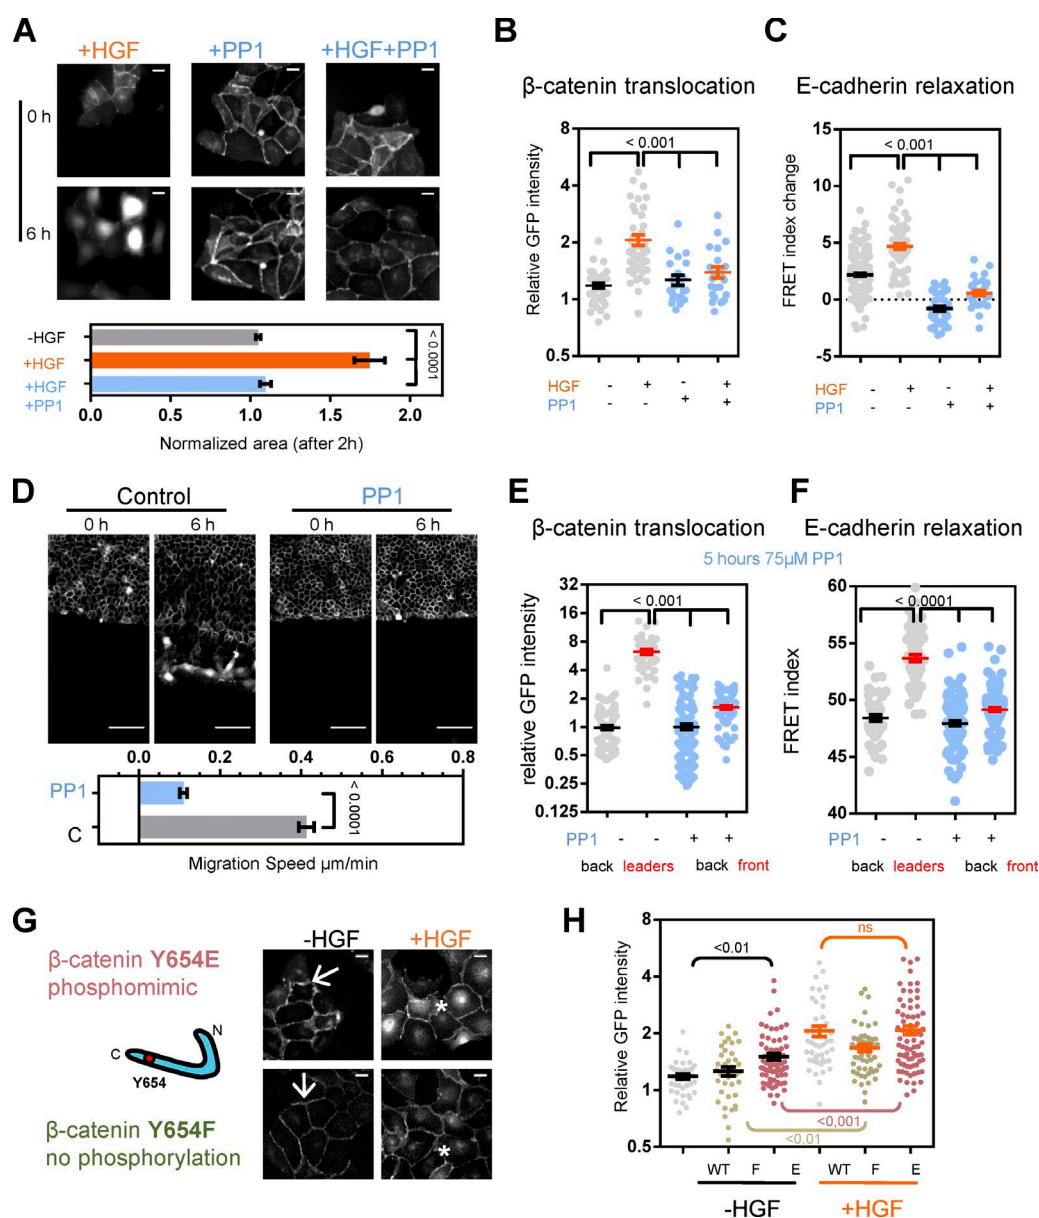 A
+HGF
+PP1
+HGF+PP1
0 h
6 h
-HGF
+HGF
+HGF
+PP1
< 0.0001
0.0
0.5
1.0
1.5
2.0
Normalized area (after 2h)
B
β-catenin translocation
Relative GFP intensity
8
4
2
1
0.5
< 0.001
HGF - + - +
PP1 - - + +
C
E-cadherin relaxation
FRET index change
15
10
5
0
-5
< 0.001
HGF - + - +
PP1 - - + +
D
Control
PP1
0 h
6 h
0 h
6 h
0.0
0.2
0.4
0.6
0.8
PP1
C
< 0.0001
Migration Speed µm/min
E
β-catenin translocation
5 hours 75µM PP1
relative GFP intensity
32
16
8
4
2
1
0.5
0.25
0.125
< 0.001
PP1 - - + +
back leaders back front
F
E-cadherin relaxation
FRET index
60
55
50
45
40
< 0.0001
PP1 - - + +
back leaders back front
G
β-catenin Y654E
phosphomimic
N
C
Y654
β-catenin Y654F
no phosphorylation
-HGF
+HGF
*
*
H
Relative GFP intensity
8
4
2
1
0.5
<0.01
ns
<0,001
<0.01
WT F E WT F E
-HGF +HGF